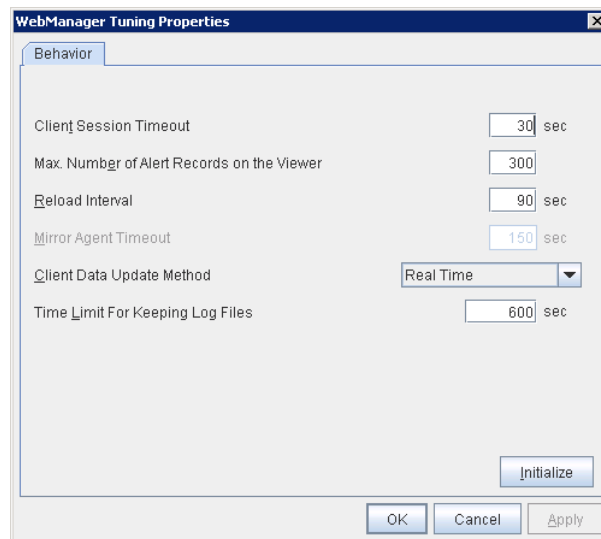 WebManager Tuning Properties
Behavior
Client Session Timeout 30 sec
Max. Number of Alert Records on the Viewer 300
Reload Interval 90 sec
Mirror Agent Timeout 150 sec
Client Data Update Method Real Time
Time Limit For Keeping Log Files 600 sec
Initialize
OK Cancel Apply